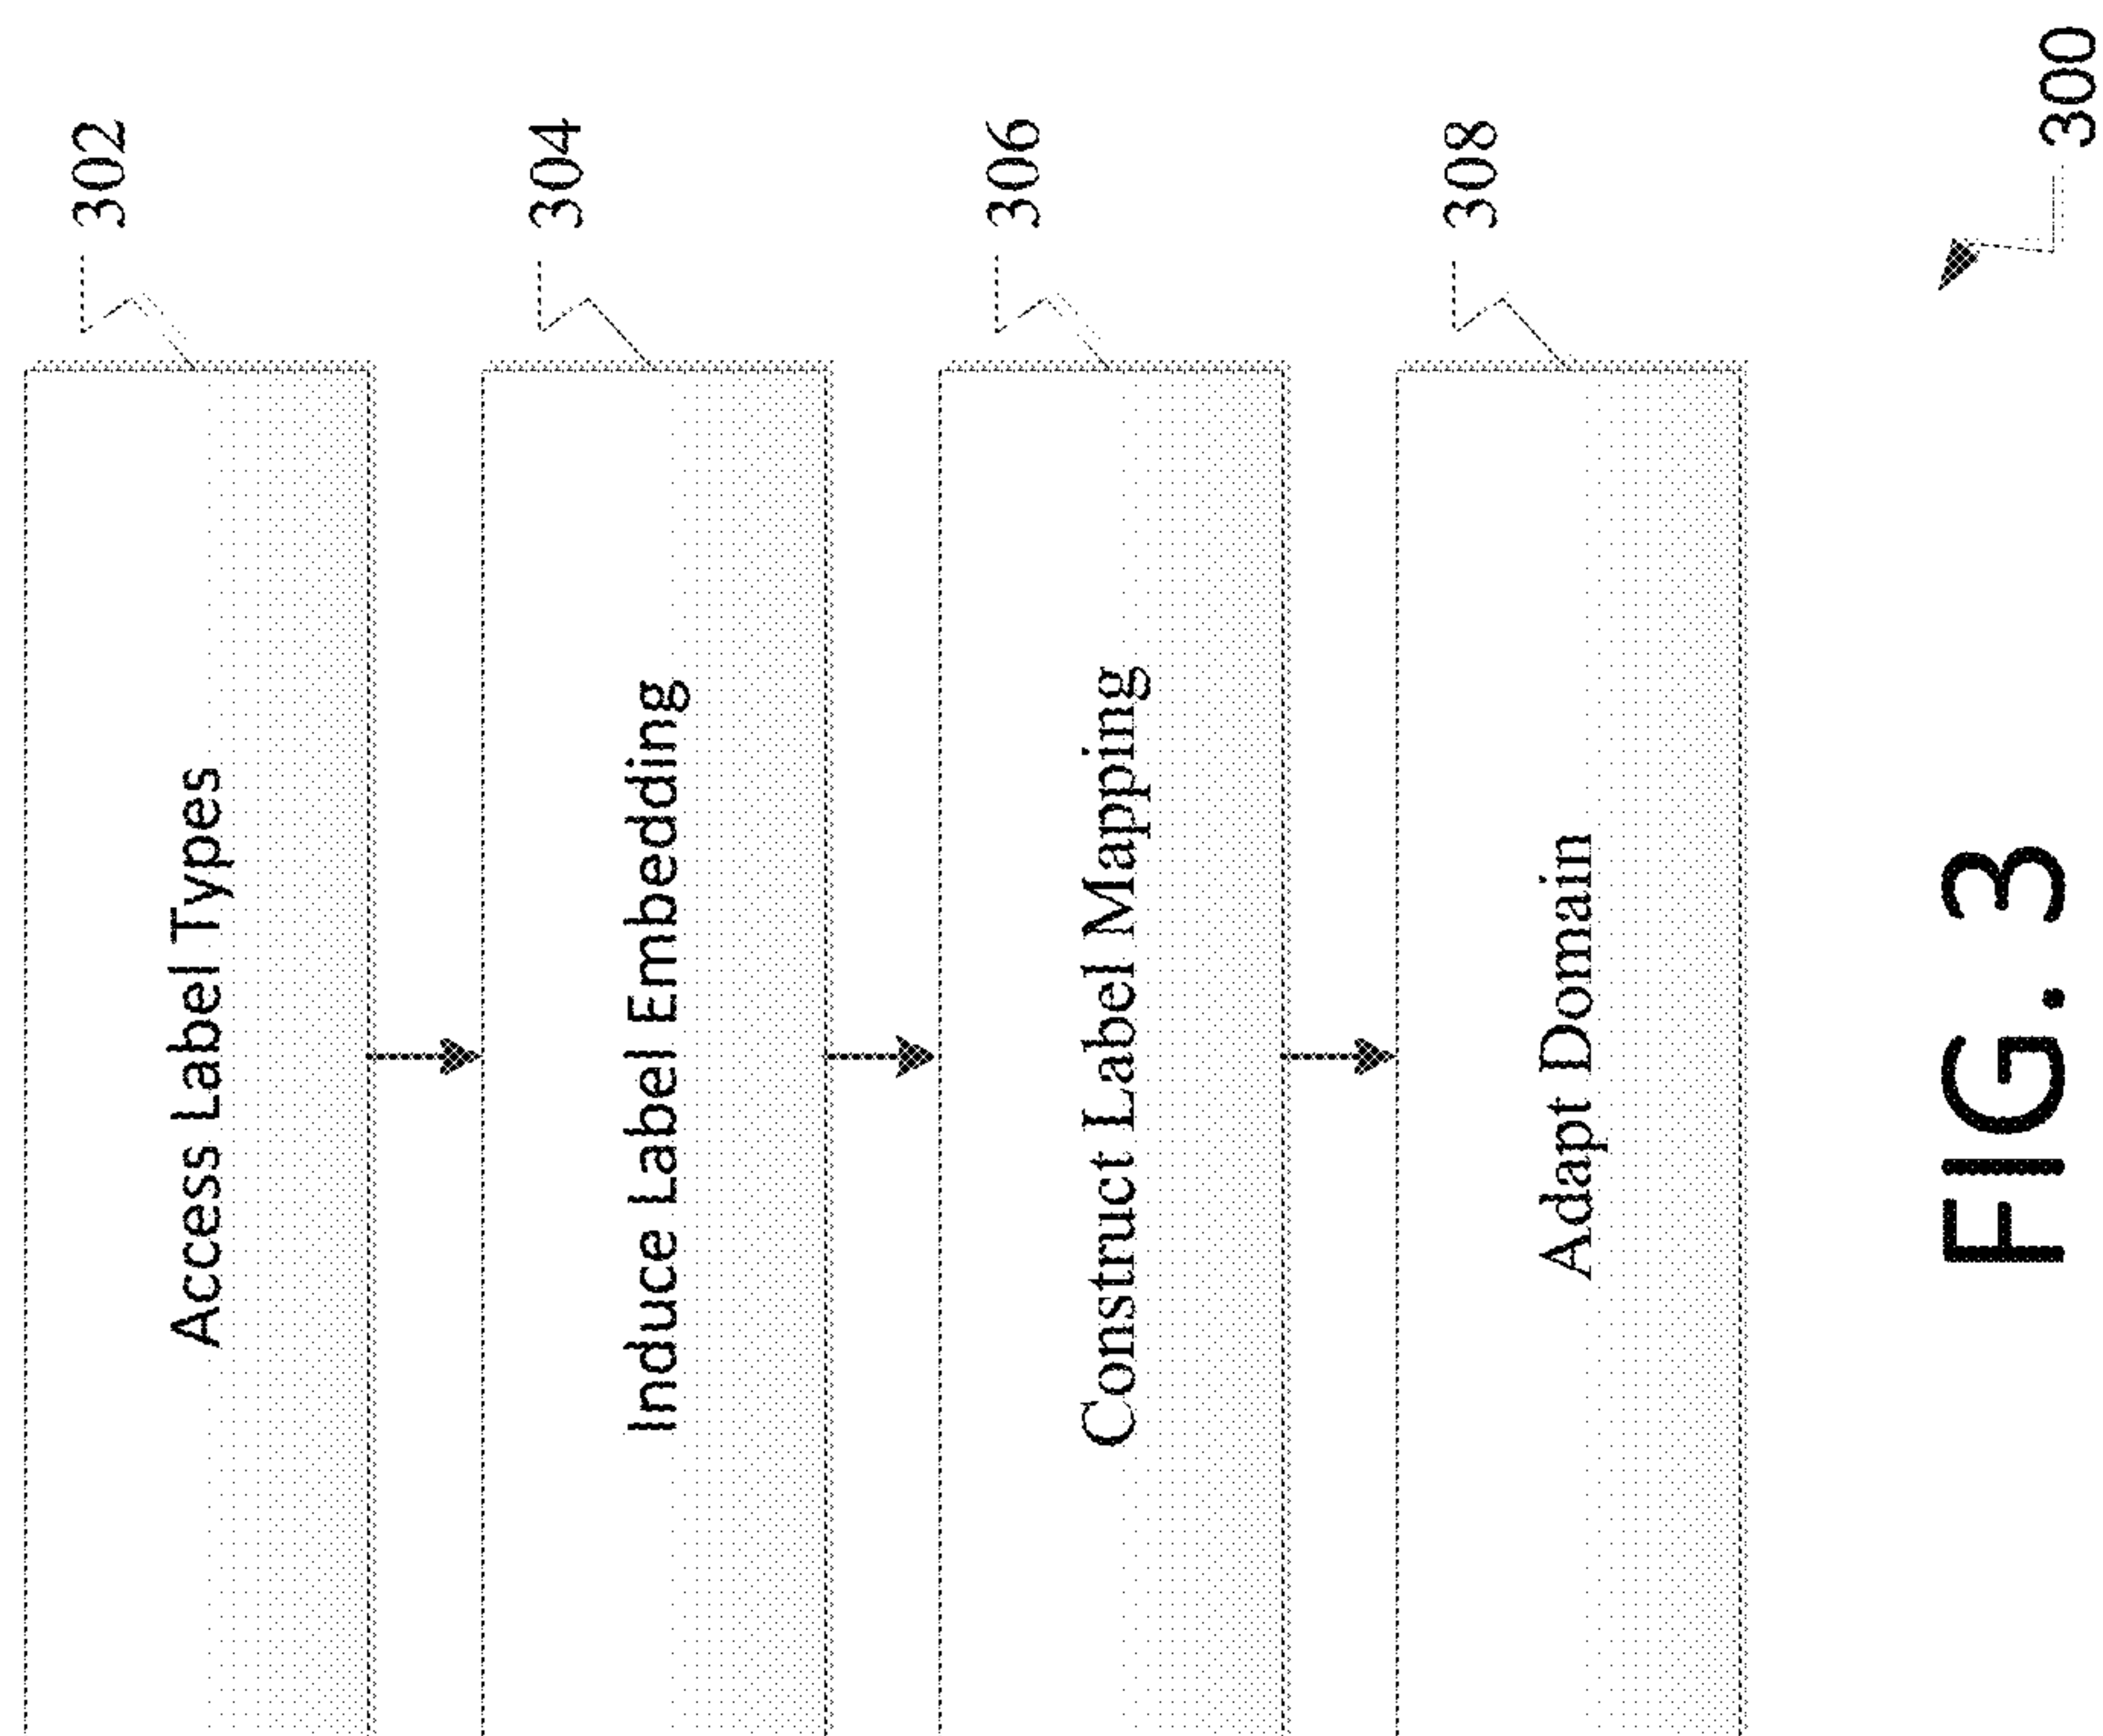 Access Label Types
302
Induce Label Embedding
304
Construct Label Mapping
306
Adapt Domain
308
FIG. 3
300